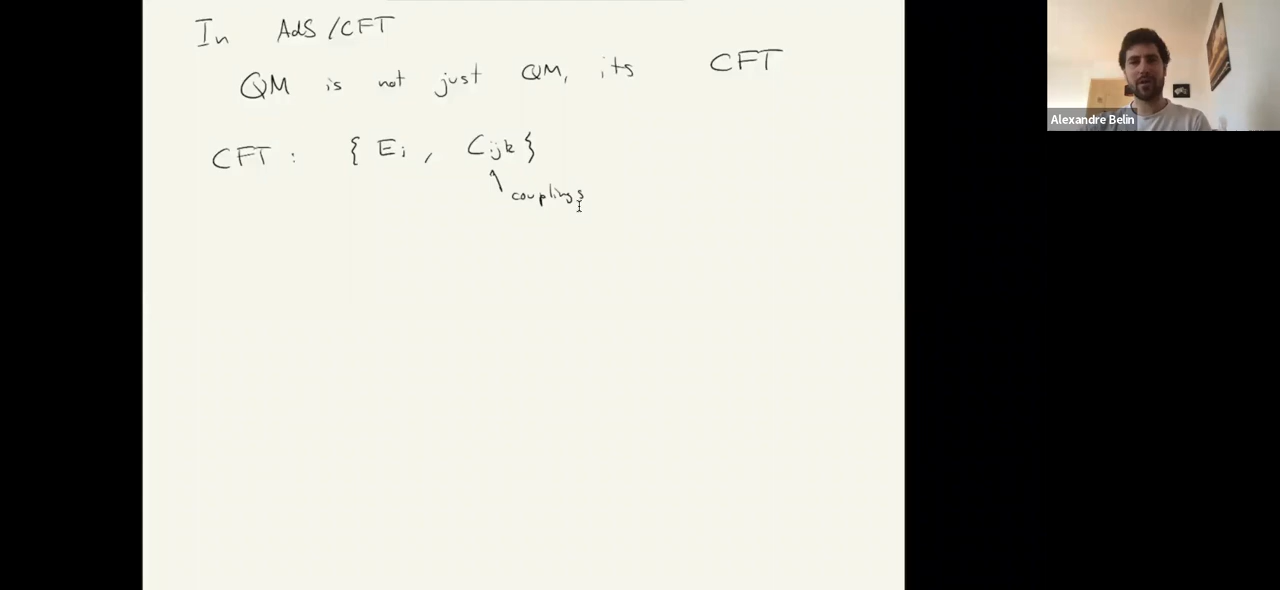 In AdS/CFT
QM is not just QM, its CFT
CFT : { Ei , Cijk }
couplings
Alexandre Belin